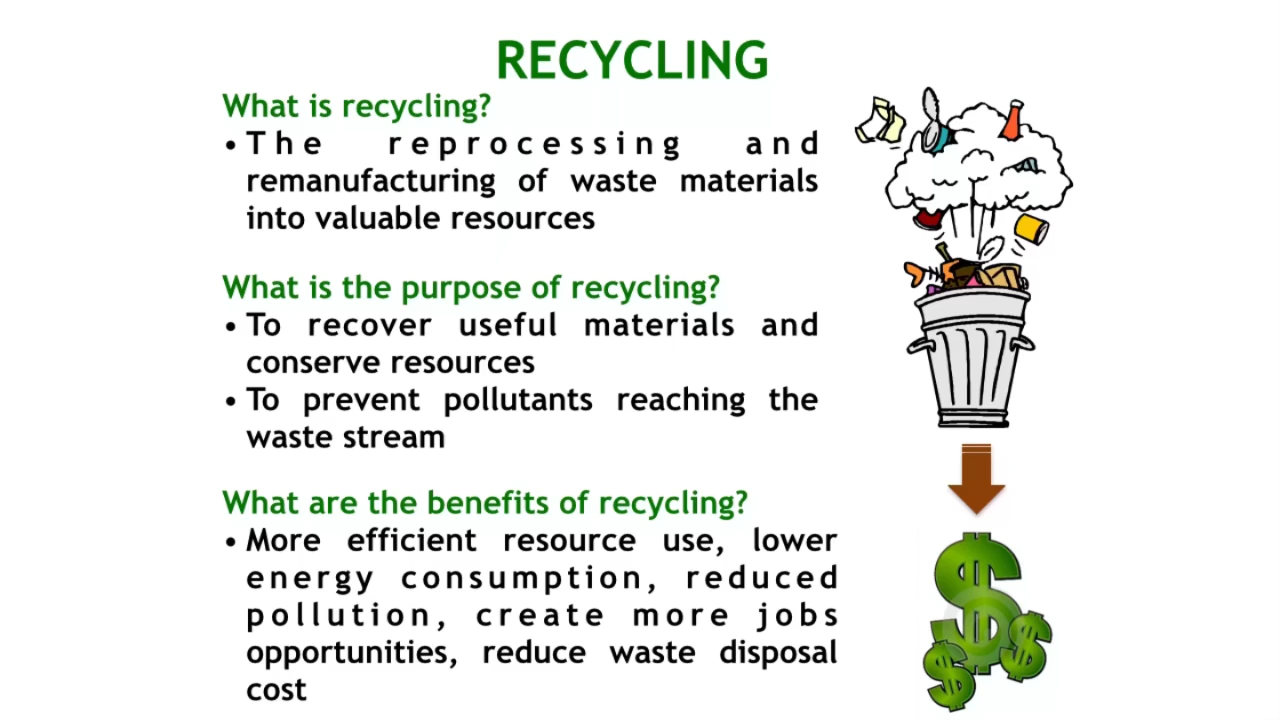 RECYCLING
What is recycling?
• The reprocessing and
remanufacturing of waste materials
into valuable resources
What is the purpose of recycling?
• To recover useful materials and
conserve resources
• To prevent pollutants reaching the
waste stream
What are the benefits of recycling?
• More efficient resource use, lower
energy consumption, reduced
pollution, create more jobs
opportunities, reduce waste disposal
cost